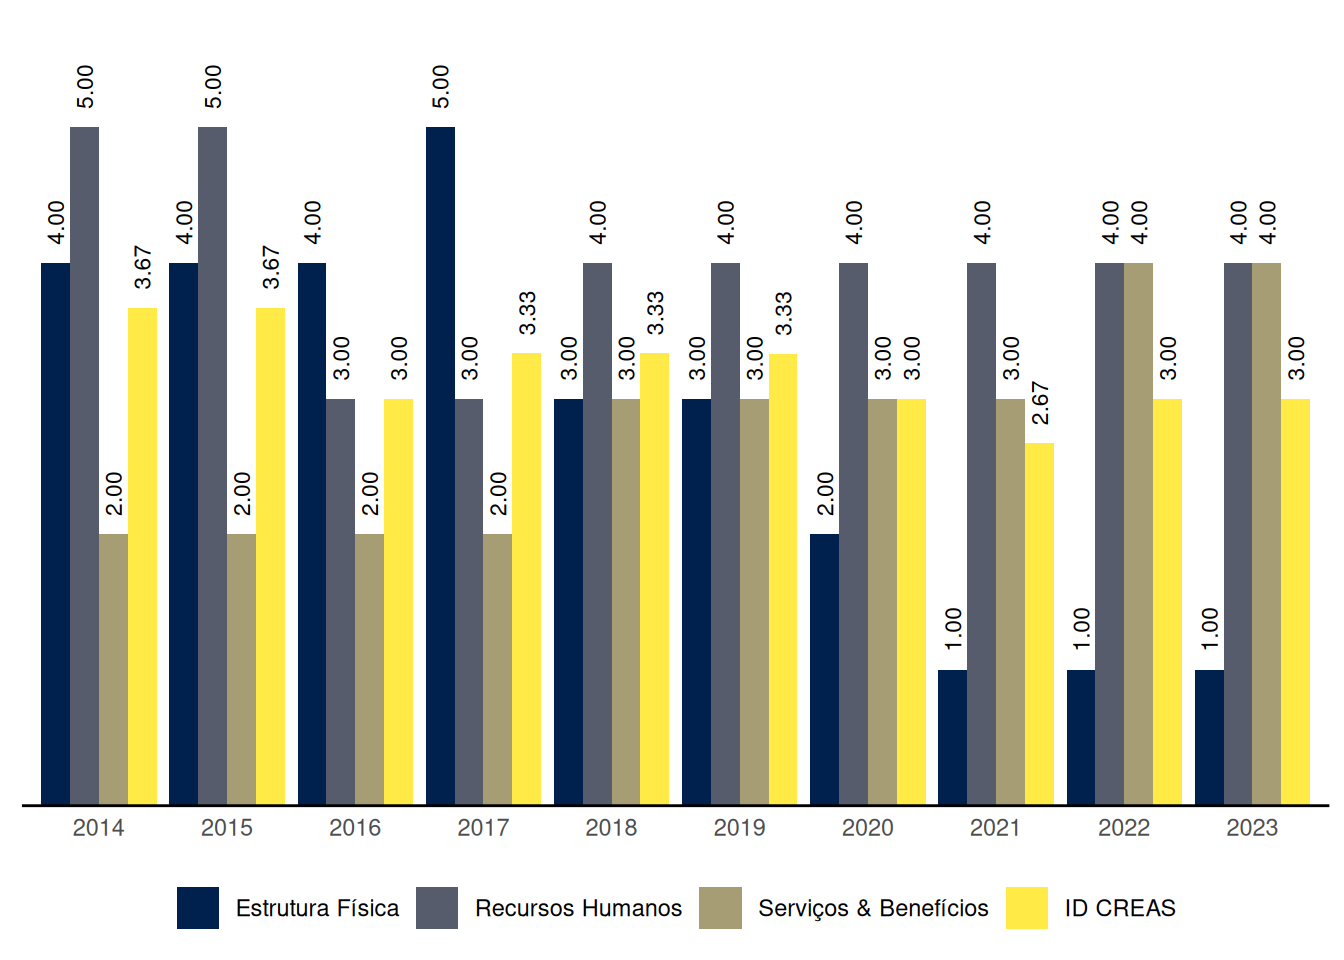 4.00 5.00 2.00 3.67 4.00 5.00 2.00 3.67 4.00 3.00 2.00 3.00 5.00 3.00 2.00 3.33 3.00 4.00 3.00 3.33 3.00 4.00 3.00 3.33 2.00 4.00 3.00 3.00 1.00 4.00 3.00 2.67 1.00 4.00 4.00 3.00 1.00 4.00 4.00 3.00
2014 2015 2016 2017 2018 2019 2020 2021 2022 2023
Estrutura Física Recursos Humanos Serviços & Benefícios ID CREAS